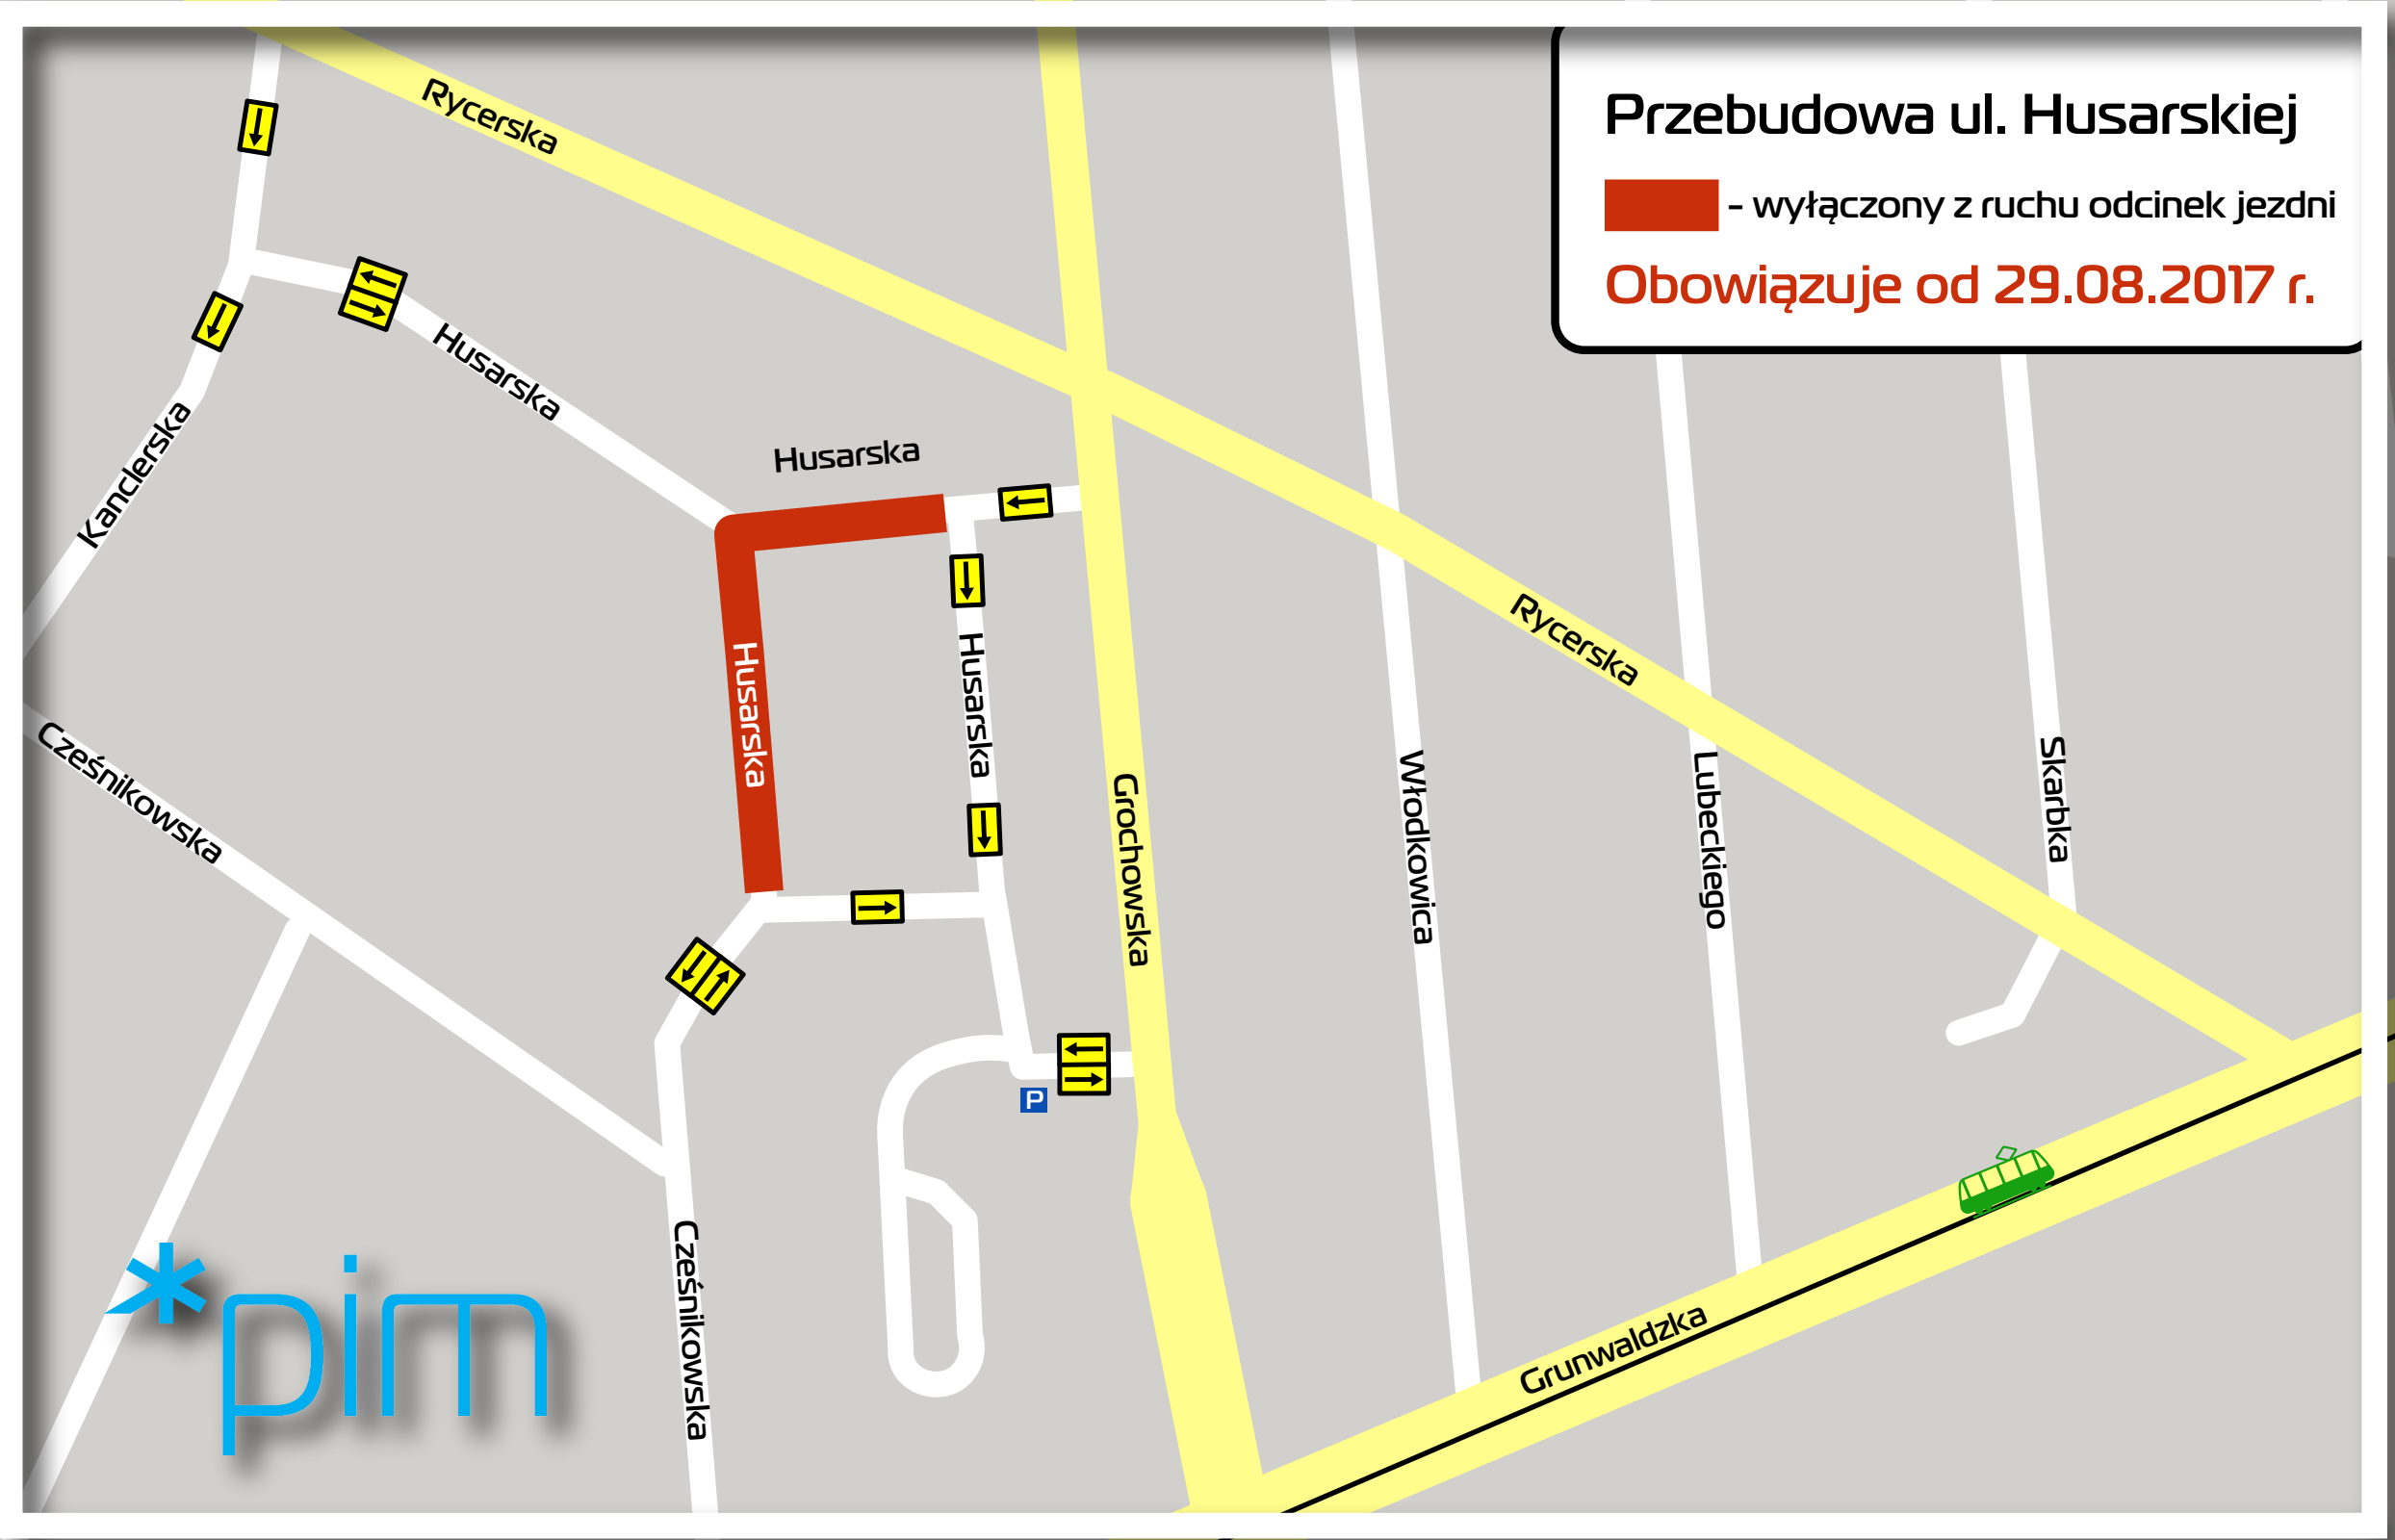 Przebudowa ul. Husarskiej
- wyłączony z ruchu odcinek jezdni
Obowiązuje od 29.08.2017 r.
Rycerska
Husarska
Kanclerska
Husarska
Husarska
Husarska
Rycerska
Cześnikowska
Grochowska
Włodkowica
Lubeckiego
Skarbka
P
Cześnikowska
Grunwaldzka
*pim